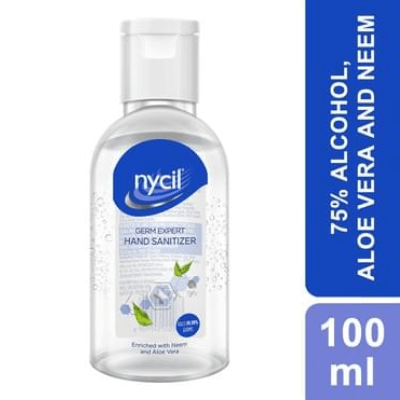 nycil
GERM EXPERT
HAND SANITIZER
Enriched with Neem
and Aloe Vera
75% ALCOHOL,
ALOE VERA AND NEEM
100
ml